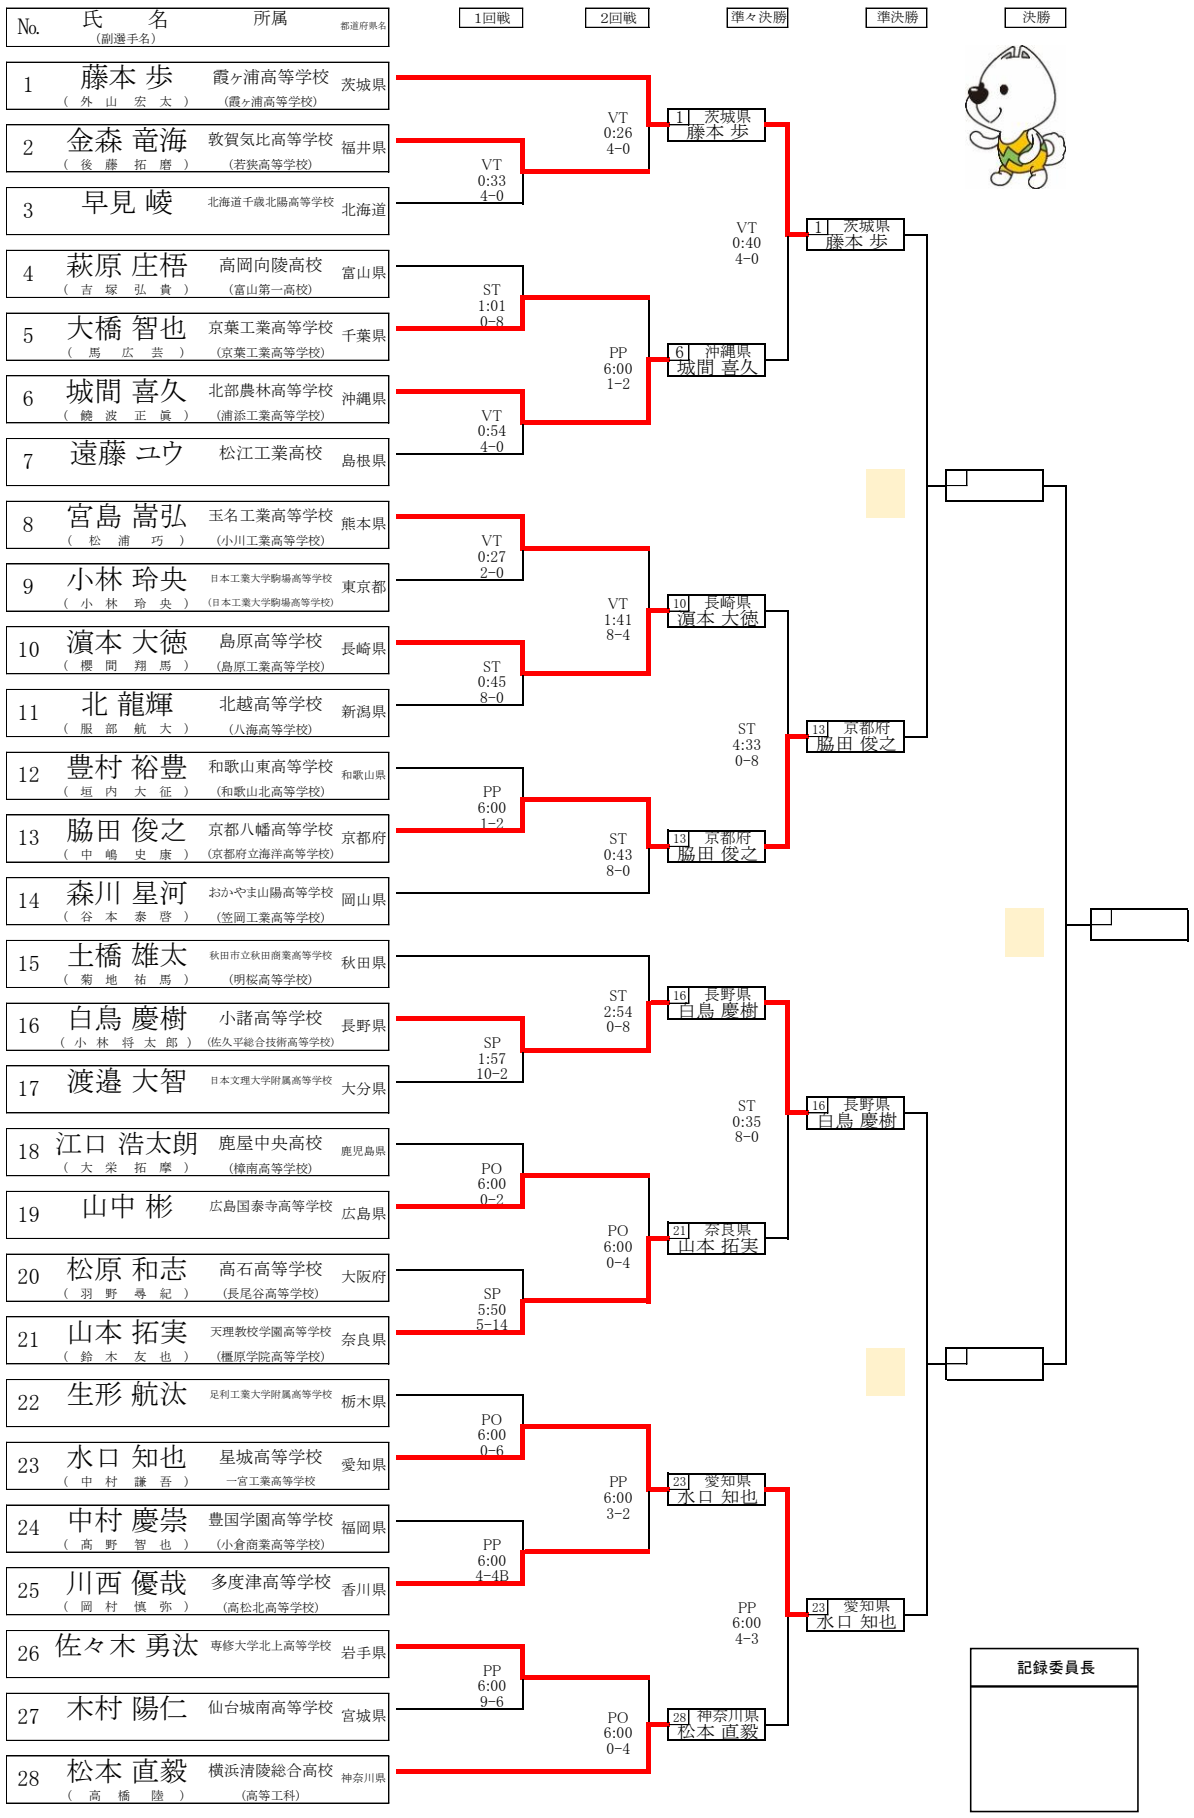 No. 氏 名 所属 都道府県名
(副選手名)
1回戦 2回戦 準々決勝 準決勝 決勝
1 藤本 歩 霞ヶ浦高等学校 茨城県
( 外 山 宏 太 ) (霞ヶ浦高等学校)
2 金森 竜海 敦賀気比高等学校 福井県
( 後 藤 拓 磨 ) (若狭高等学校)
3 早見 崚 北海道千歳北陽高等学校 北海道
4 萩原 庄梧 高岡向陵高校 富山県
( 吉 塚 弘 貴 ) (富山第一高校)
5 大橋 智也 京葉工業高等学校 千葉県
( 馬 広 芸 ) (京葉工業高等学校)
6 城間 喜久 北部農林高等学校 沖縄県
( 饒 波 正 眞 ) (浦添工業高等学校)
7 遠藤 ユウ 松江工業高校 島根県
8 宮島 嵩弘 玉名工業高等学校 熊本県
( 松 浦 巧 ) (小川工業高等学校)
9 小林 玲央 日本工業大学駒場高等学校 東京都
( 小 林 玲 央 ) (日本工業大学駒場高等学校)
10 濵本 大徳 島原高等学校 長崎県
( 櫻 間 翔 馬 ) (島原工業高等学校)
11 北 龍輝 北越高等学校 新潟県
( 服 部 航 大 ) (八海高等学校)
12 豊村 裕豊 和歌山東高等学校 和歌山県
( 垣 内 大 征 ) (和歌山北高等学校)
13 脇田 俊之 京都八幡高等学校 京都府
( 中 嶋 史 康 ) (京都府立海洋高等学校)
14 森川 星河 おかやま山陽高等学校 岡山県
( 谷 本 泰 啓 ) (笠岡工業高等学校)
15 土橋 雄太 秋田市立秋田商業高等学校 秋田県
( 菊 地 祐 馬 ) (明桜高等学校)
16 白鳥 慶樹 小諸高等学校 長野県
( 小 林 将 太 郎 ) (佐久平総合技術高等学校)
17 渡邉 大智 日本文理大学附属高等学校 大分県
18 江口 浩太朗 鹿屋中央高校 鹿児島県
( 大 栄 拓 摩 ) (樟南高等学校)
19 山中 彬 広島国泰寺高等学校 広島県
20 松原 和志 高石高等学校 大阪府
( 羽 野 尋 紀 ) (長尾谷高等学校)
21 山本 拓実 天理教校学園高等学校 奈良県
( 鈴 木 友 也 ) (橿原学院高等学校)
22 生形 航汰 足利工業大学附属高等学校 栃木県
23 水口 知也 星城高等学校 愛知県
( 中 村 謙 吾 ) 一宮工業高等学校
24 中村 慶崇 豊国学園高等学校 福岡県
( 髙 野 智 也 ) (小倉商業高等学校)
25 川西 優哉 多度津高等学校 香川県
( 岡 村 慎 弥 ) (高松北高等学校)
26 佐々木 勇汰 専修大学北上高等学校 岩手県
27 木村 陽仁 仙台城南高等学校 宮城県
28 松本 直毅 横浜清陵総合高校 神奈川県
( 高 橋 陸 ) (高等工科)
VT
0:33
4-0
ST
1:01
0-8
VT
0:54
4-0
VT
0:27
2-0
ST
0:45
8-0
PP
6:00
1-2
SP
1:57
10-2
PO
6:00
0-2
SP
5:50
5-14
PO
6:00
0-6
PP
6:00
4-4B
PP
6:00
9-6
VT
0:26
4-0
PP
6:00
1-2
VT
1:41
8-4
ST
0:43
8-0
ST
2:54
0-8
PO
6:00
0-4
PP
6:00
3-2
PO
6:00
0-4
1 茨城県
藤本 歩
6 沖縄県
城間 喜久
10 長崎県
濵本 大徳
13 京都府
脇田 俊之
16 長野県
白鳥 慶樹
21 奈良県
山本 拓実
23 愛知県
水口 知也
28 神奈川県
松本 直毅
VT
0:40
4-0
ST
4:33
0-8
ST
0:35
8-0
PP
6:00
4-3
1 茨城県
藤本 歩
13 京都府
脇田 俊之
16 長野県
白鳥 慶樹
23 愛知県
水口 知也
記録委員長